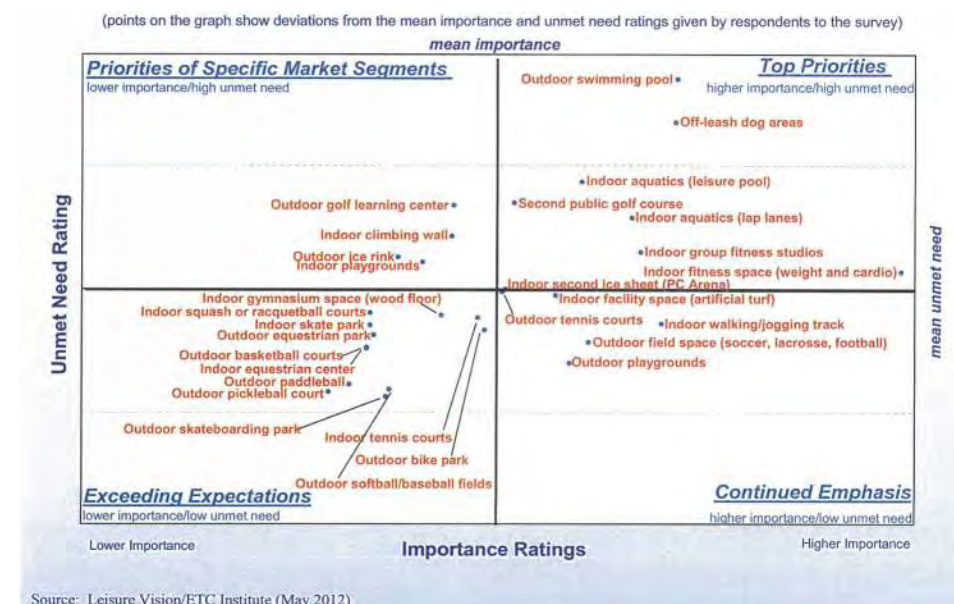 (points on the graph show deviations from the mean importance and unmet need ratings given by respondents to the survey)
mean importance
Priorities of Specific Market Segments
lower importance/high unmet need
Top Priorities
higher importance/high unmet need
Outdoor swimming pool
Off-leash dog areas
Indoor aquatics (leisure pool)
Outdoor golf learning center
Second public golf course
Indoor aquatics (lap lanes)
Indoor climbing wall
Indoor group fitness studios
Outdoor ice rink
Indoor playgrounds
Indoor fitness space (weight and cardio)
Indoor second ice sheet (PC Arena)
Unmet Need Rating
mean unmet need
Indoor gymnasium space (wood floor)
Indoor facility space (artificial turf)
Indoor squash or racquetball courts
Outdoor tennis courts
Indoor skate park
Indoor walking/jogging track
Outdoor equestrian park
Outdoor field space (soccer, lacrosse, football)
Outdoor basketball courts
Outdoor playgrounds
Indoor equestrian center
Outdoor paddleball
Outdoor pickleball court
Outdoor skateboarding park
Indoor tennis courts
Outdoor bike park
Outdoor softball/baseball fields
Exceeding Expectations
lower importance/low unmet need
Continued Emphasis
higher importance/low unmet need
Lower Importance
Importance Ratings
Higher Importance
Source: Leisure Vision/ETC Institute (May 2012)